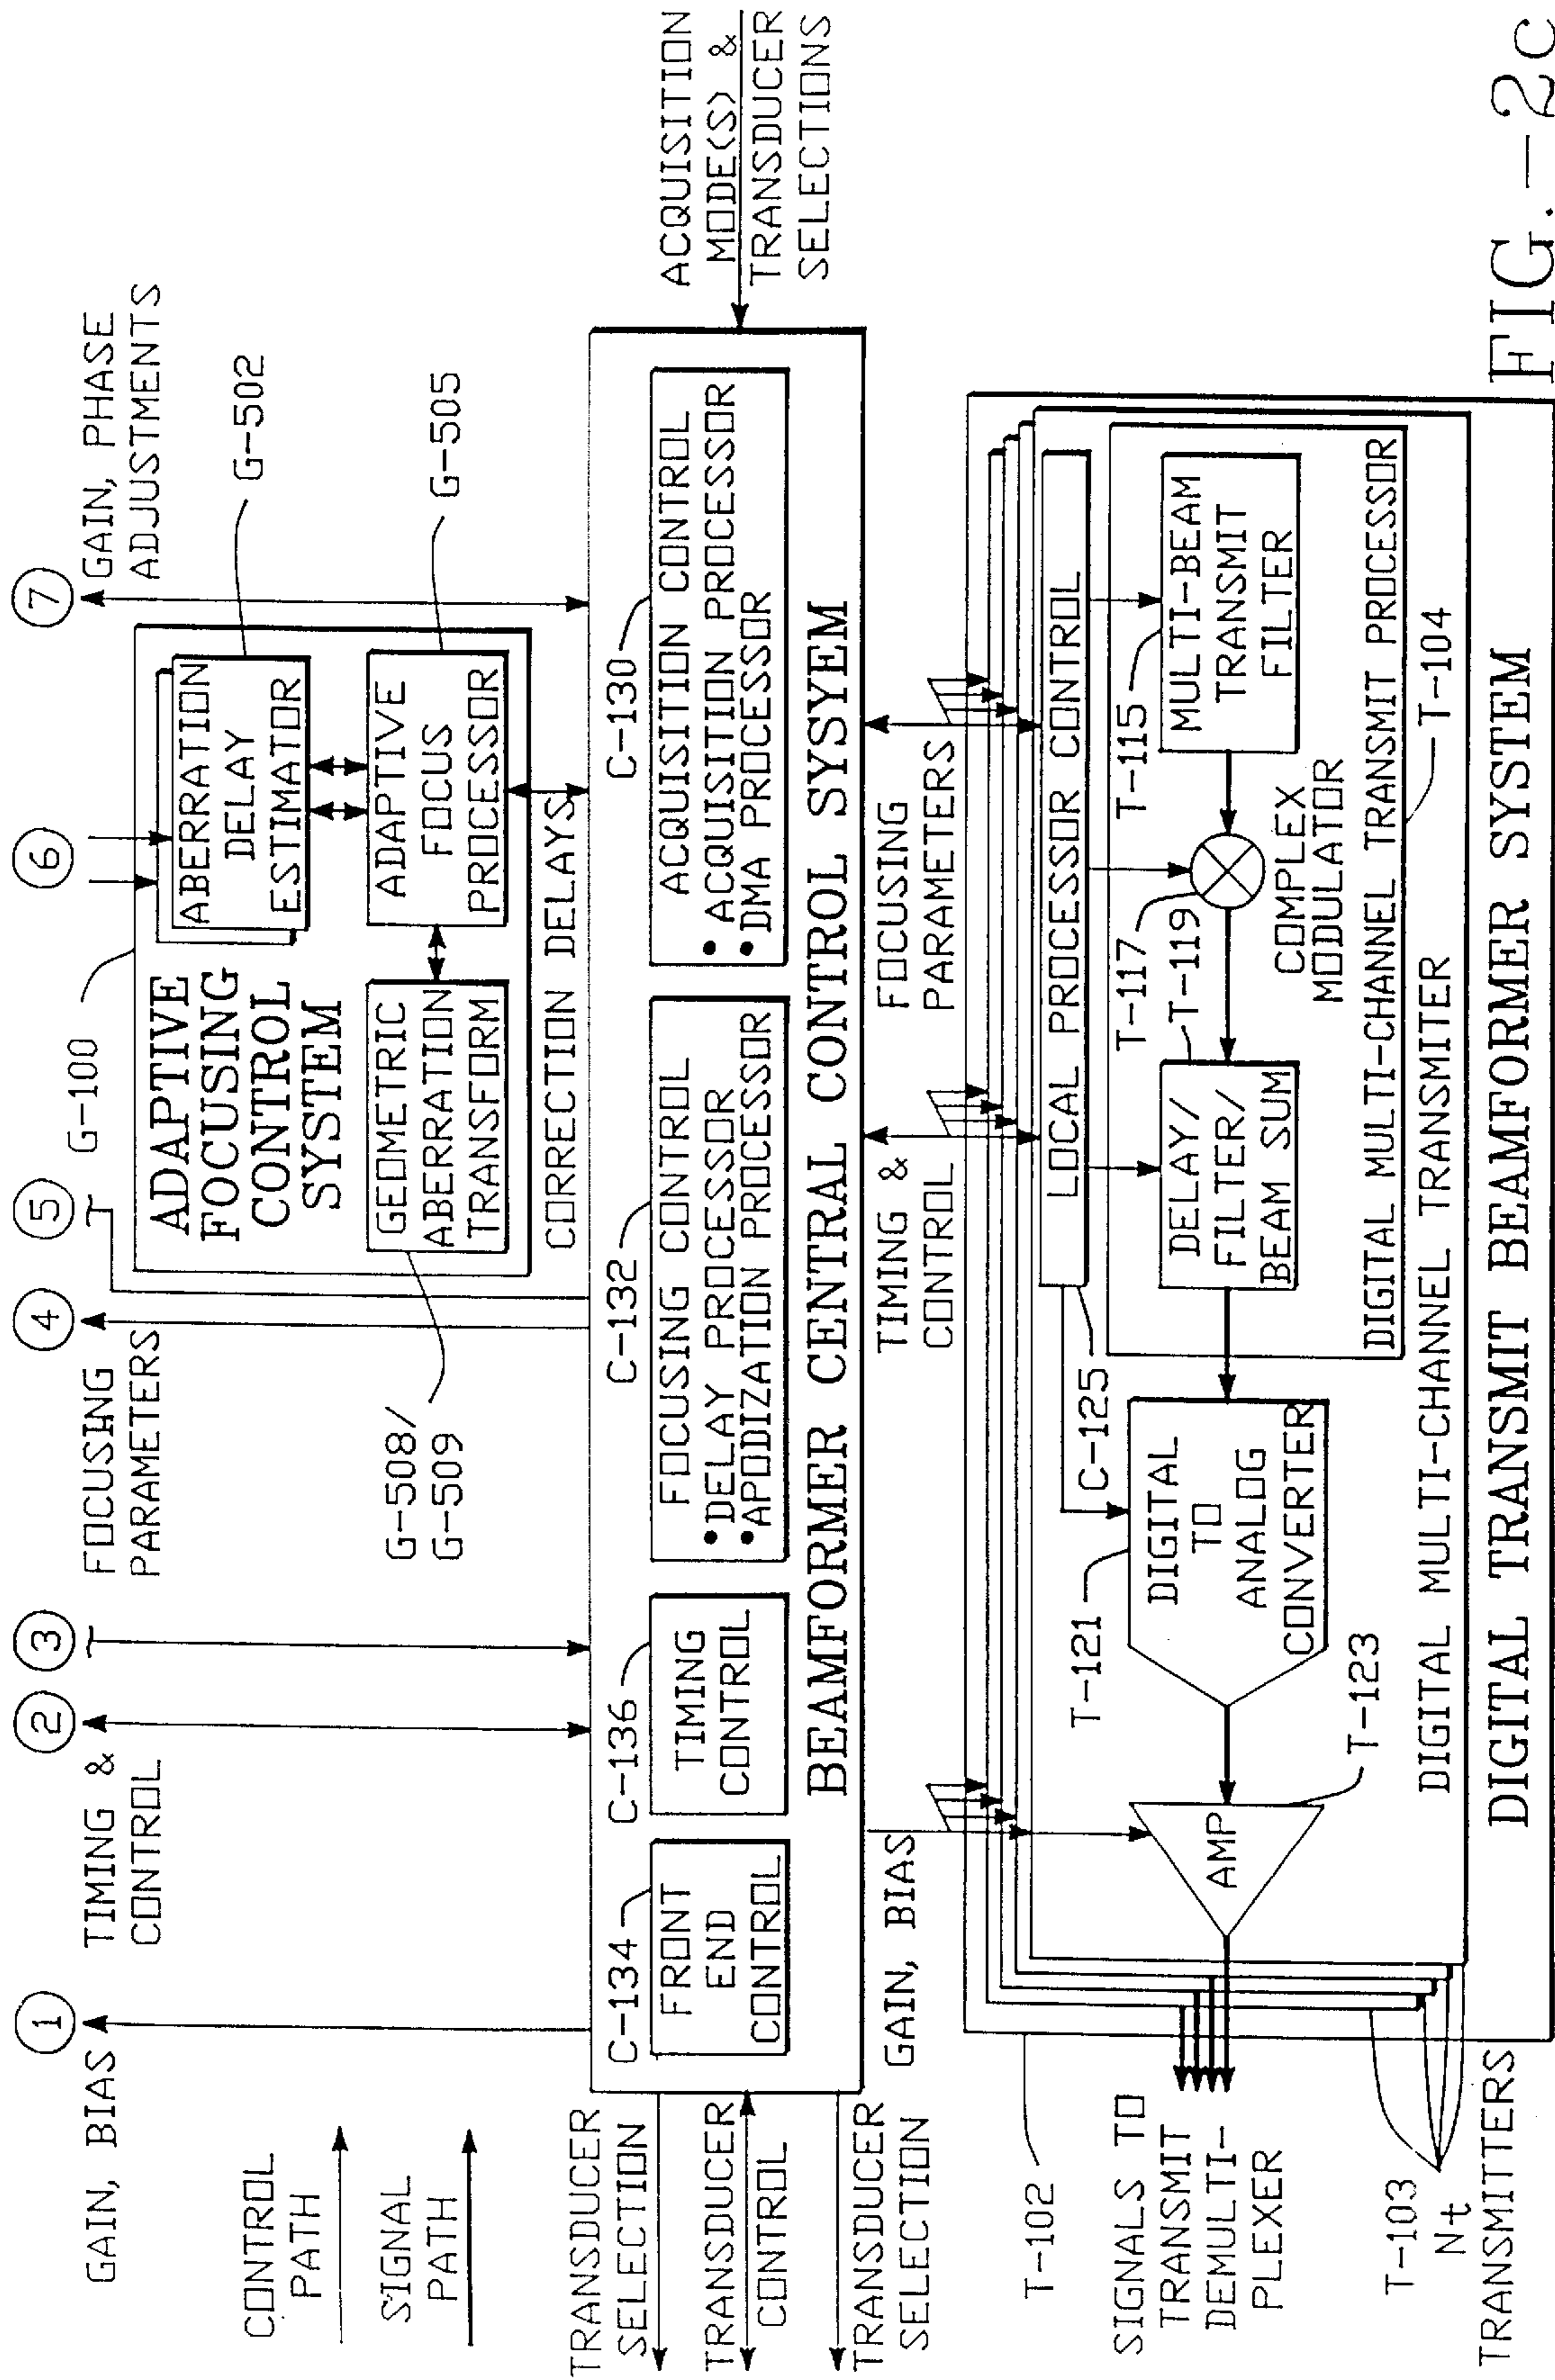 1
2
3
4
5
6
7
GAIN, BIAS
TIMING &
CONTROL
FOCUSING
PARAMETERS
GAIN, PHASE
ADJUSTMENTS
G-100
ADAPTIVE
FOCUSING
CONTROL
SYSTEM
ABERRATION
DELAY
ESTIMATOR
G-502
GEOMETRIC
ABERRATION
TRANSFORM
G-508/
G-509
ADAPTIVE
FOCUS
PROCESSOR
G-505
CORRECTION DELAYS
CONTROL
PATH
SIGNAL
PATH
TRANSDUCER
SELECTION
TRANSDUCER
CONTROL
TRANSDUCER
SELECTION
C-134
FRONT
END
CONTROL
C-136
TIMING
CONTROL
C-132
FOCUSING CONTROL
• DELAY PROCESSOR
• APODIZATION PROCESSOR
C-130
ACQUISITION CONTROL
• ACQUISITION PROCESSOR
• DMA PROCESSOR
BEAMFORMER CENTRAL CONTROL SYSYEM
ACQUISITION
MODE(S) &
TRANSDUCER
SELECTIONS
GAIN, BIAS
TIMING &
CONTROL
FOCUSING
PARAMETERS
T-102
LOCAL PROCESSOR CONTROL
C-125
SIGNALS TO
TRANSMIT
DEMULTI-
PLEXER
AMP
T-123
T-121
DIGITAL
TO
ANALOG
CONVERTER
DELAY/
FILTER/
BEAM SUM
T-119
T-117
COMPLEX
MODULATOR
T-115
MULTI-BEAM
TRANSMIT
FILTER
DIGITAL MULTI-CHANNEL TRANSMIT PROCESSOR
T-104
DIGITAL MULTI-CHANNEL TRANSMITTER
T-103
Nt
TRANSMITTERS
DIGITAL TRANSMIT BEAMFORMER SYSTEM
FIG.-2c